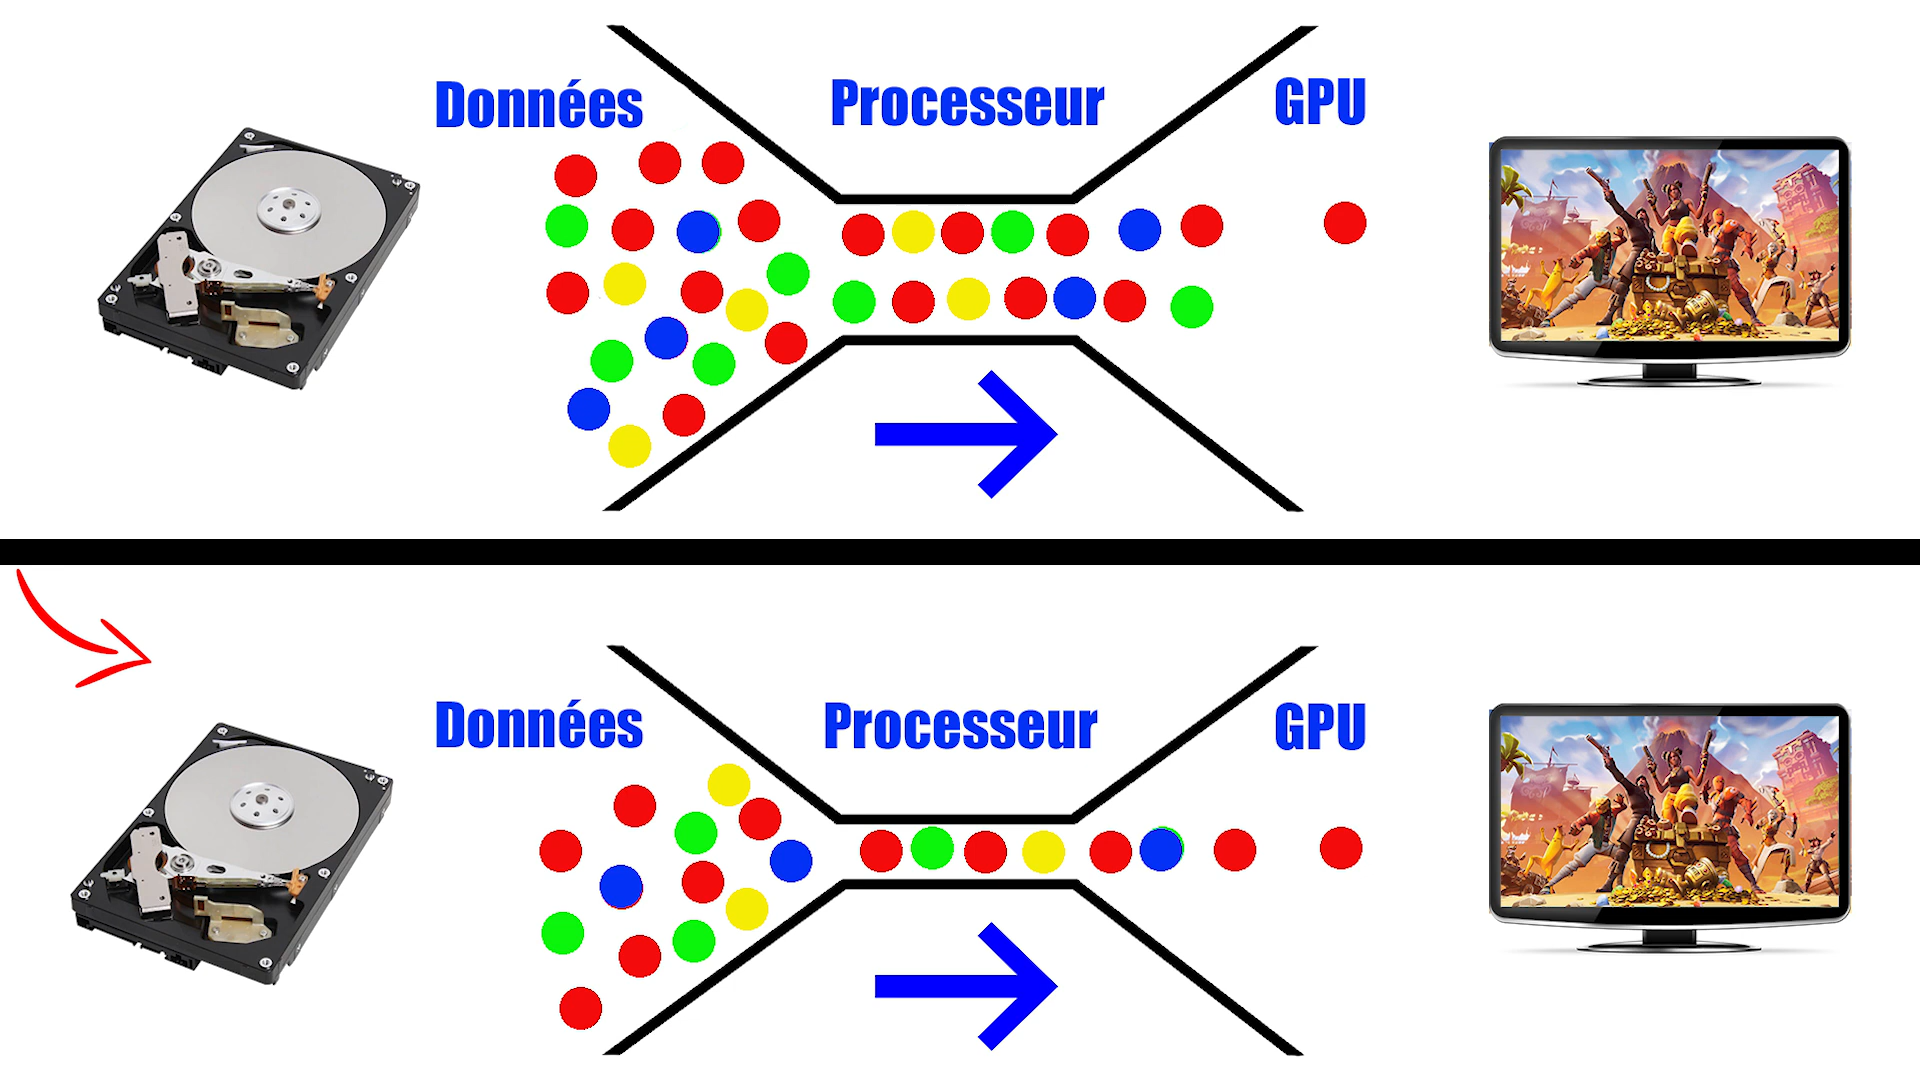 Données
Processeur
GPU
Données
Processeur
GPU